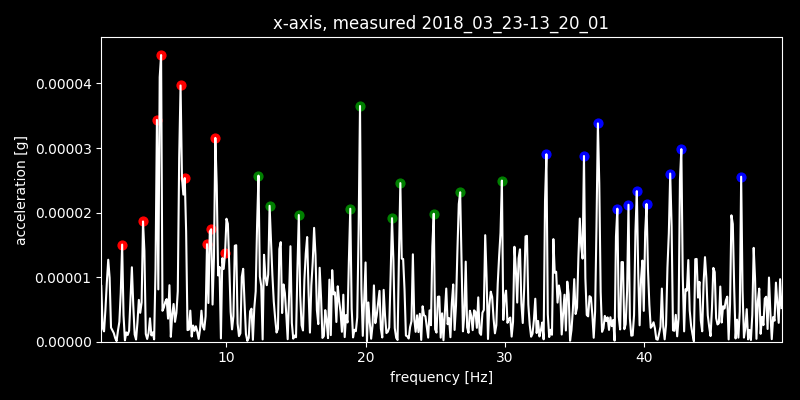 x-axis, measured 2018_03_23-13_20_01
acceleration [g]
0.00004
0.00003
0.00002
0.00001
0.00000
10 20 30 40
frequency [Hz]